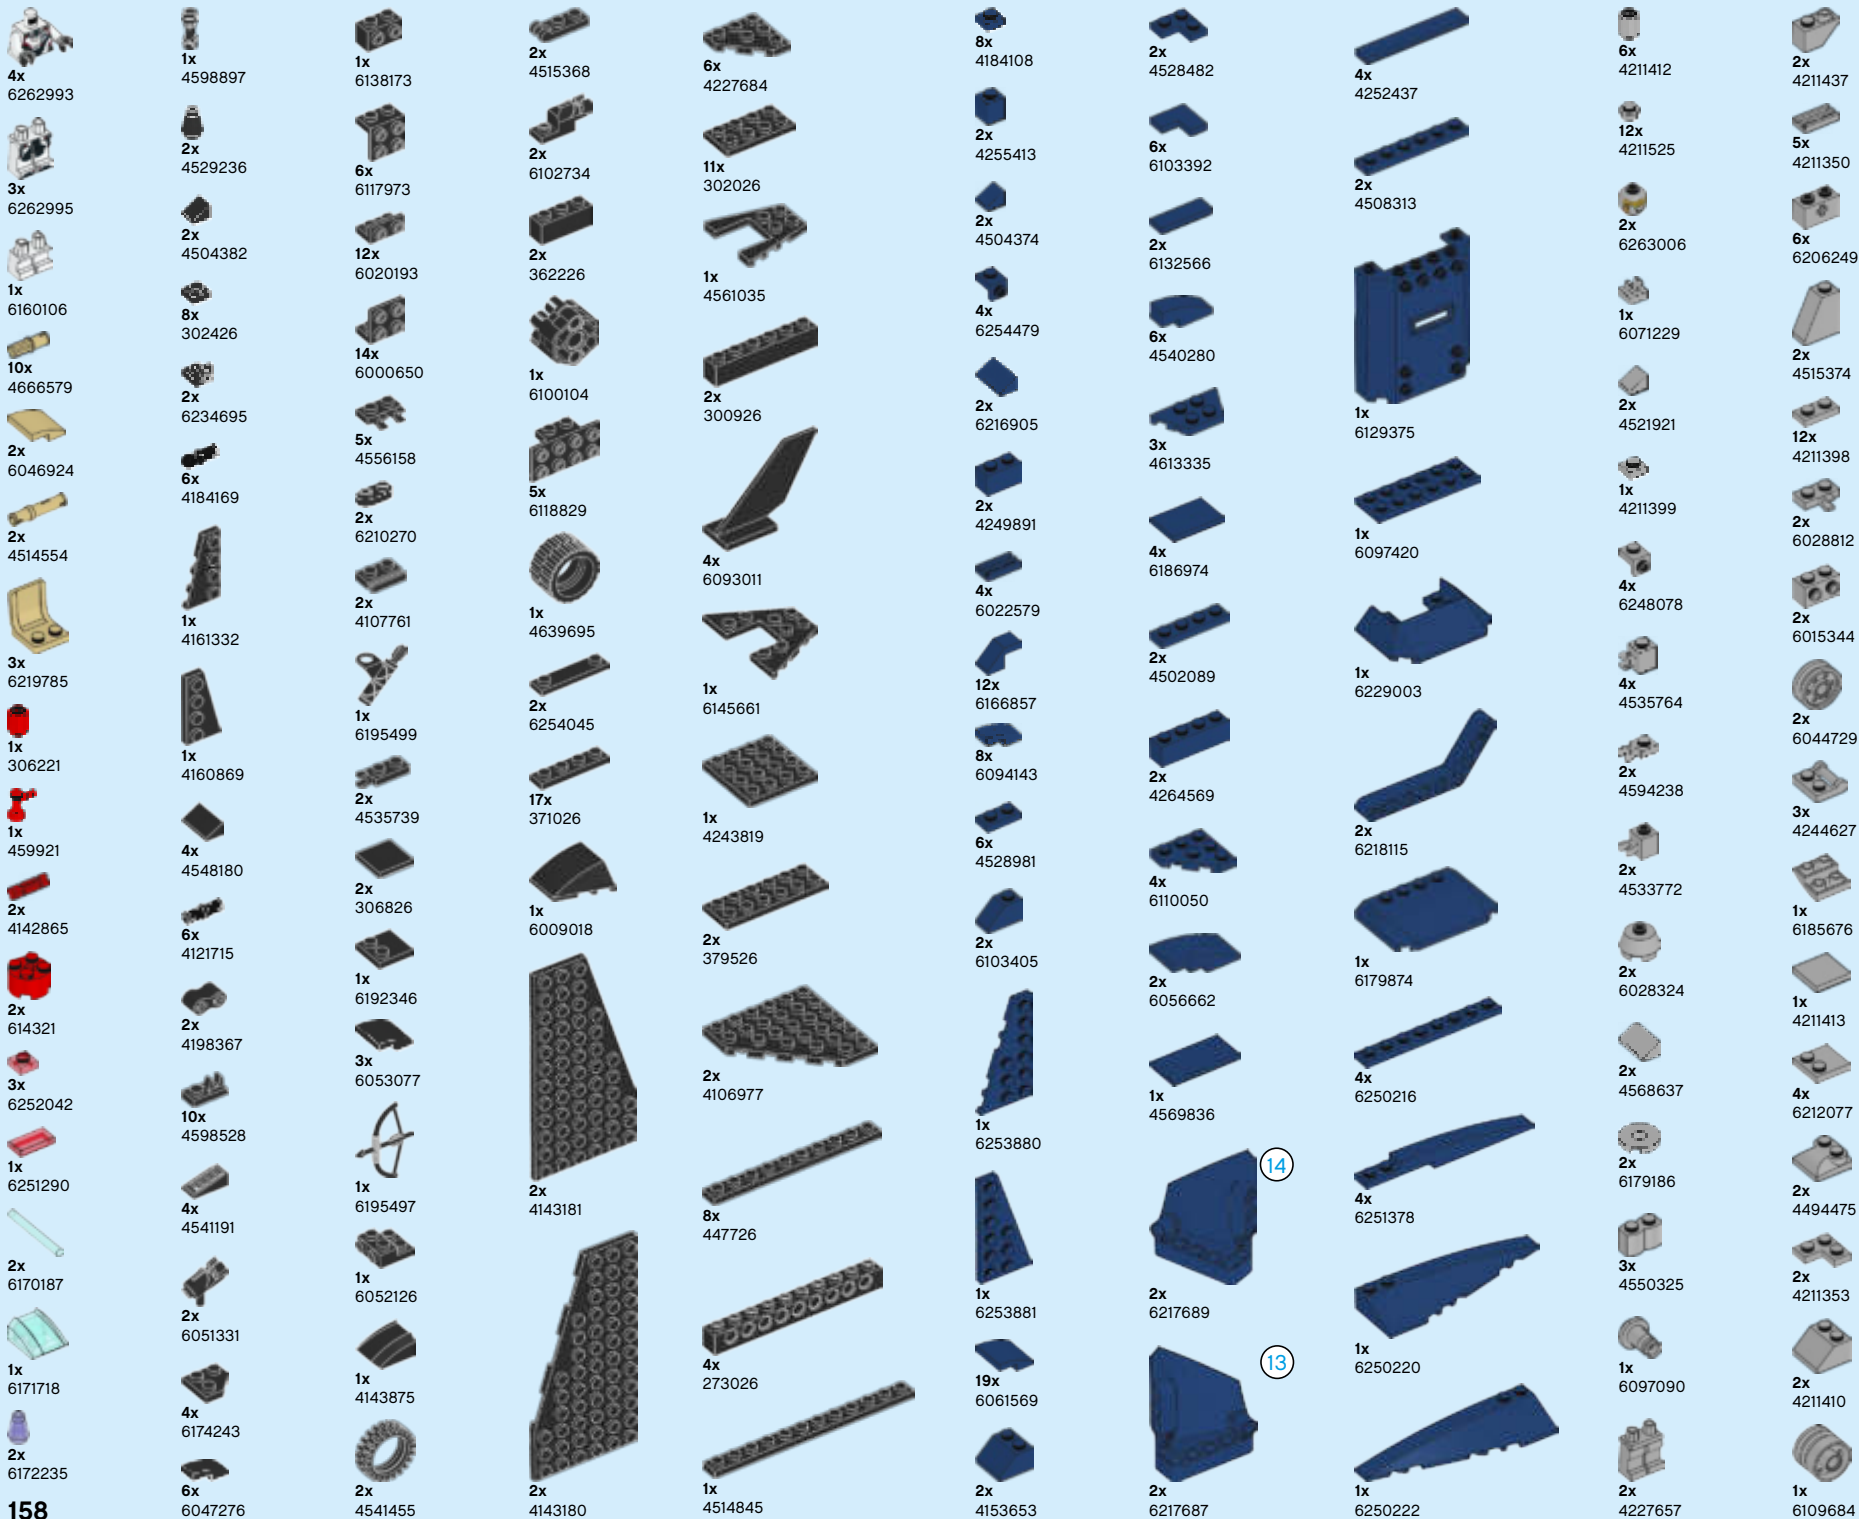 4x
6262993
3x
6262995
1x
6160106
10x
4666579
2x
6046924
2x
4514554
3x
6219785
1x
306221
1x
459921
2x
4142865
2x
614321
3x
6252042
1x
6251290
2x
6170187
1x
6171718
2x
6172235
158
1x
4598897
2x
4529236
2x
4504382
8x
302426
2x
6234695
6x
4184169
1x
4161332
1x
4160869
4x
4548180
6x
4121715
2x
4198367
10x
4598528
4x
4541191
2x
6051331
4x
6174243
6x
6047276
1x
6138173
6x
6117973
12x
6020193
14x
6000650
5x
4556158
2x
6210270
2x
4107761
1x
6195499
2x
4535739
2x
306826
1x
6192346
3x
6053077
1x
6195497
1x
6052126
1x
4143875
2x
4541455
2x
4515368
2x
6102734
2x
362226
1x
6100104
5x
6118829
1x
4639695
2x
6254045
17x
371026
1x
6009018
2x
4143181
2x
4143180
6x
4227684
11x
302026
1x
4561035
2x
300926
4x
6093011
1x
6145661
1x
4243819
2x
379526
2x
4106977
8x
447726
4x
273026
1x
4514845
8x
4184108
2x
4255413
2x
4504374
4x
6254479
2x
6216905
2x
4249891
4x
6022579
12x
6166857
8x
6094143
6x
4528981
2x
6103405
1x
6253880
1x
6253881
19x
6061569
2x
4153653
2x
4528482
6x
6103392
2x
6132566
6x
4540280
3x
4613335
4x
6186974
2x
4502089
2x
4264569
4x
6110050
2x
6056662
1x
4569836
14
2x
6217689
13
2x
6217687
4x
4252437
2x
4508313
1x
6129375
1x
6097420
1x
6229003
2x
6218115
1x
6179874
4x
6250216
4x
6251378
1x
6250220
1x
6250222
6x
4211412
12x
4211525
2x
6263006
1x
6071229
2x
4521921
1x
4211399
4x
6248078
4x
4535764
2x
4594238
2x
4533772
2x
6028324
2x
4568637
2x
6179186
3x
4550325
1x
6097090
2x
4227657
2x
4211437
5x
4211350
6x
6206249
2x
4515374
12x
4211398
2x
6028812
2x
6015344
2x
6044729
3x
4244627
1x
6185676
1x
4211413
4x
6212077
2x
4494475
2x
4211353
2x
4211410
1x
6109684